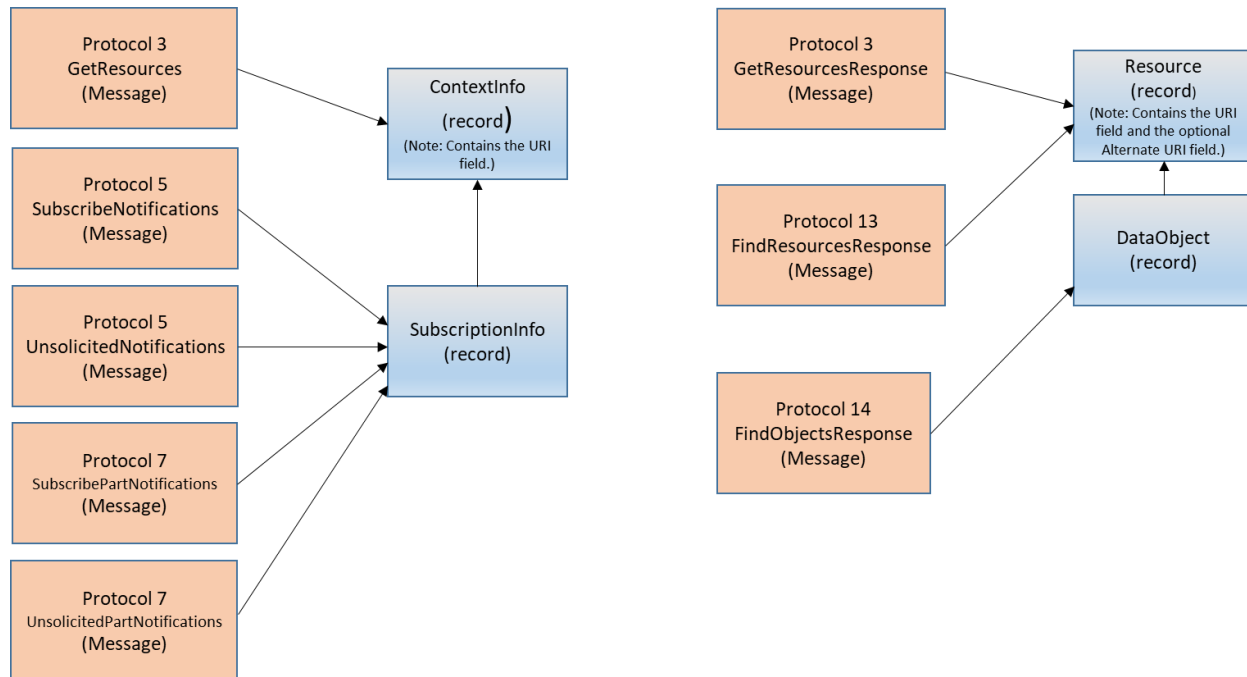 Protocol 3
GetResources
(Message)
ContextInfo
(record)
(Note: Contains the URI
field.)
Protocol 5
SubscribeNotifications
(Message)
Protocol 5
UnsolicitedNotifications
(Message)
SubscriptionInfo
(record)
Protocol 7
SubscribePartNotifications
(Message)
Protocol 7
UnsolicitedPartNotifications
(Message)
Protocol 3
GetResourcesResponse
(Message)
Resource
(record)
(Note: Contains the URI
field and the optional
Alternate URI field.)
Protocol 13
FindResourcesResponse
(Message)
DataObject
(record)
Protocol 14
FindObjectsResponse
(Message)